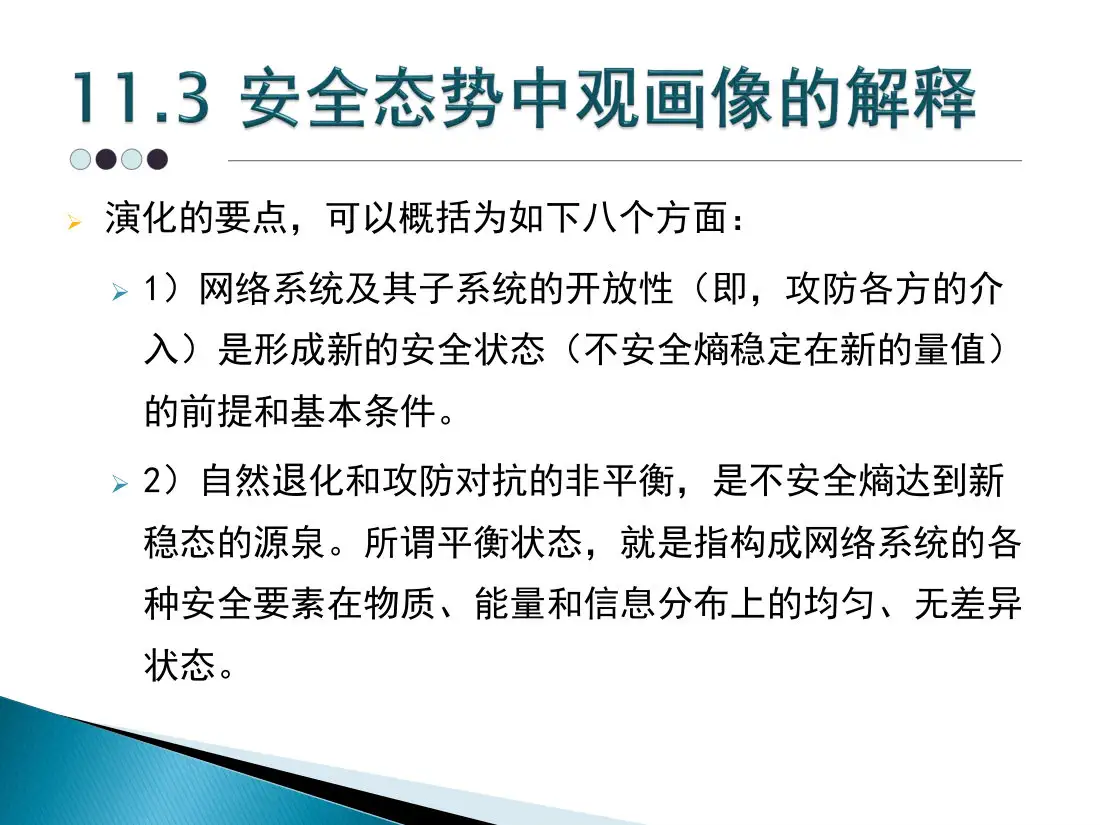 11.3 安全态势中观画像的解释
演化的要点，可以概括为如下八个方面：
1）网络系统及其子系统的开放性（即，攻防各方的介
入）是形成新的安全状态（不安全熵稳定在新的量值）
的前提和基本条件。
2）自然退化和攻防对抗的非平衡，是不安全熵达到新
稳态的源泉。所谓平衡状态，就是指构成网络系统的各
种安全要素在物质、能量和信息分布上的均匀、无差异
状态。